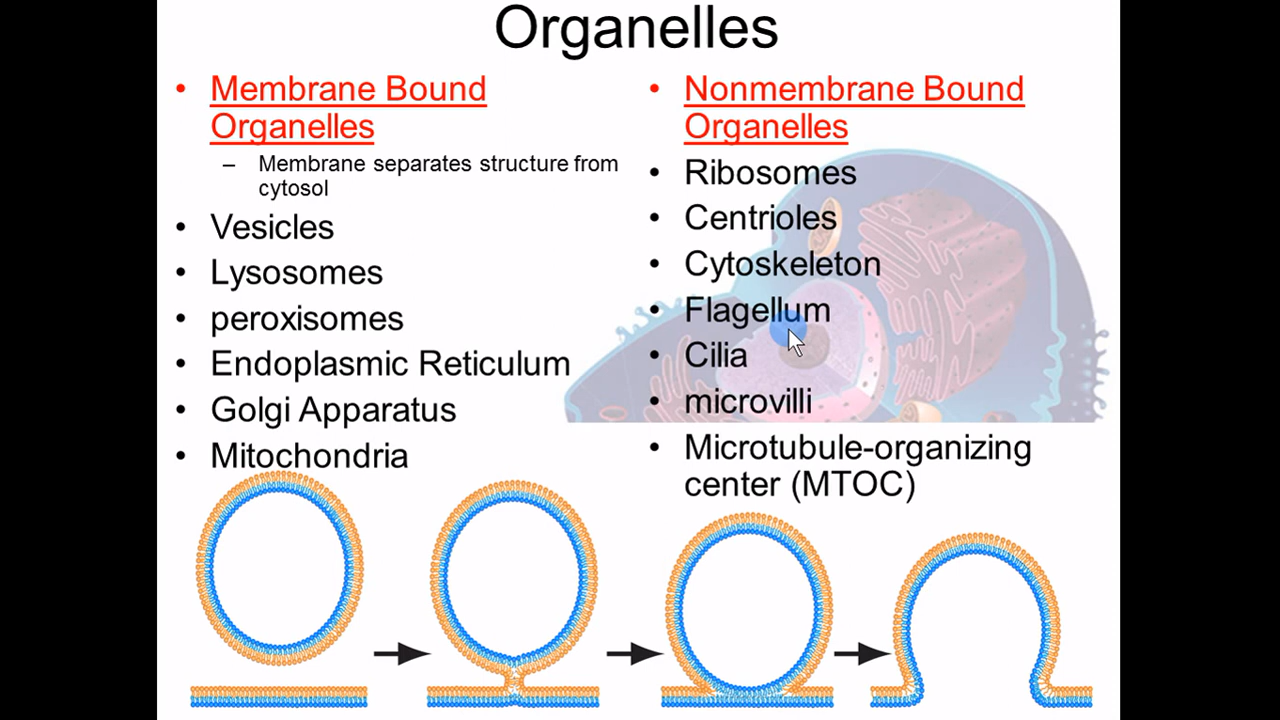 Organelles
• Membrane Bound
Organelles
– Membrane separates structure from
cytosol
• Vesicles
• Lysosomes
• peroxisomes
• Endoplasmic Reticulum
• Golgi Apparatus
• Mitochondria
• Nonmembrane Bound
Organelles
• Ribosomes
• Centrioles
• Cytoskeleton
• Flagellum
• Cilia
• microvilli
• Microtubule-organizing
center (MTOC)